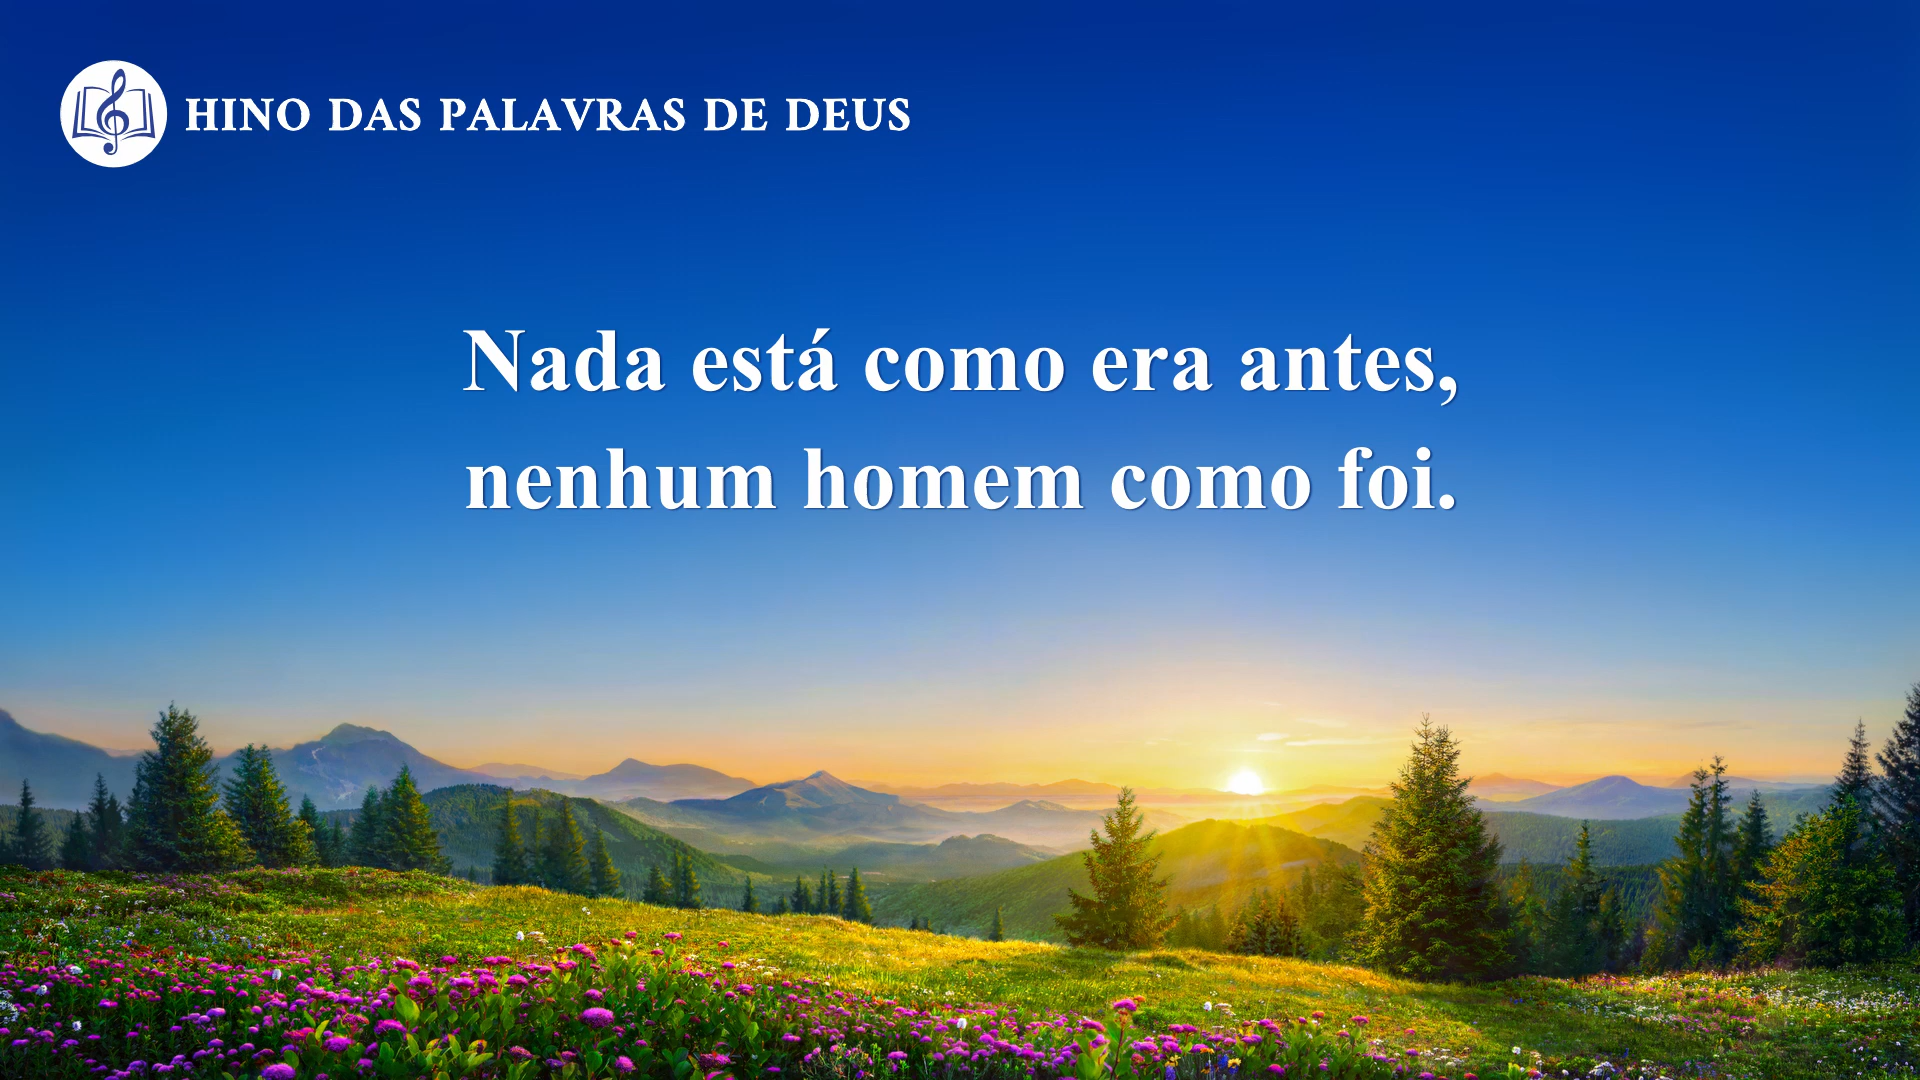 HINO DAS PALAVRAS DE DEUS
Nada está como era antes,
nenhum homem como foi.